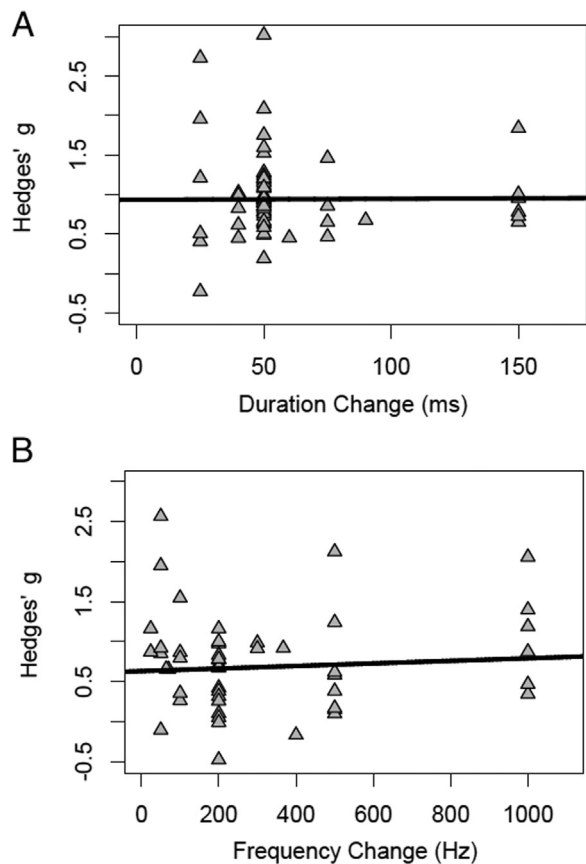 A
Hedges' g
2.5
1.5
0.5
-0.5
0 50 100 150
Duration Change (ms)
B
Hedges' g
2.5
1.5
0.5
-0.5
0 200 400 600 800 1000
Frequency Change (Hz)